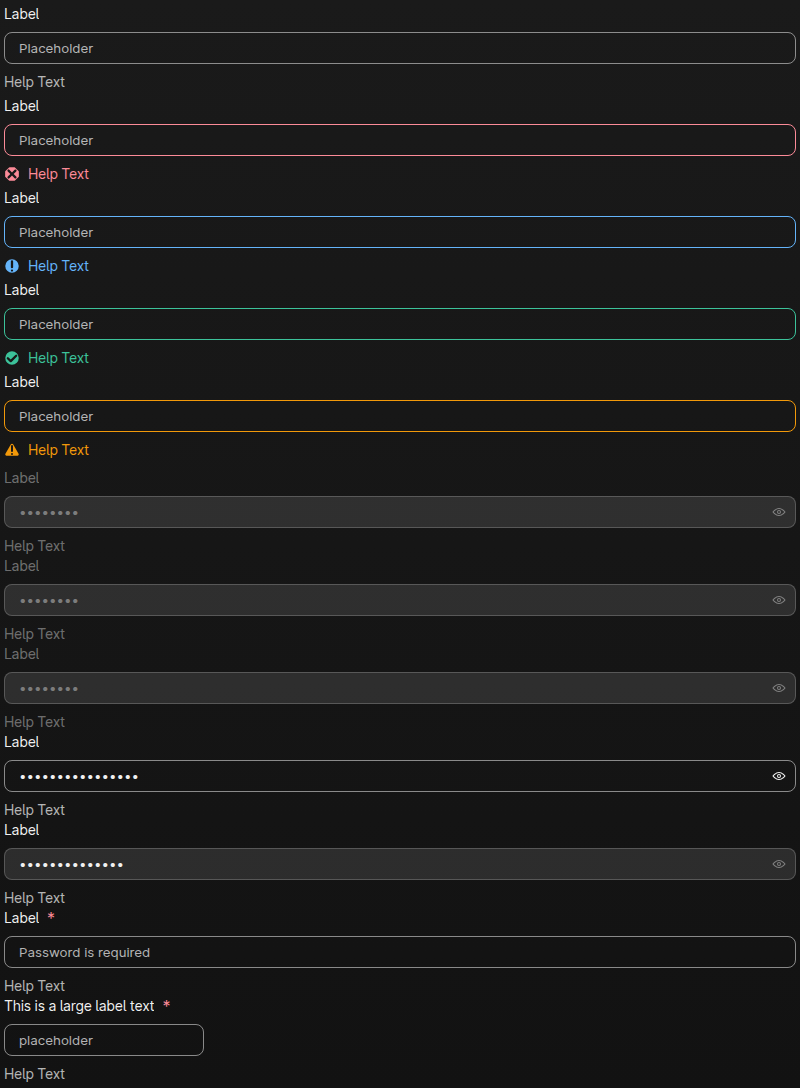 Label
Placeholder
Help Text
Label
Placeholder
Help Text
Label
Placeholder
Help Text
Label
Placeholder
Help Text
Label
Placeholder
Help Text
Label
••••••••
Help Text
Label
••••••••
Help Text
Label
••••••••
Help Text
Label
••••••••••••••••
Help Text
Label
••••••••••••••
Help Text
Label *
Password is required
Help Text
This is a large label text *
placeholder
Help Text